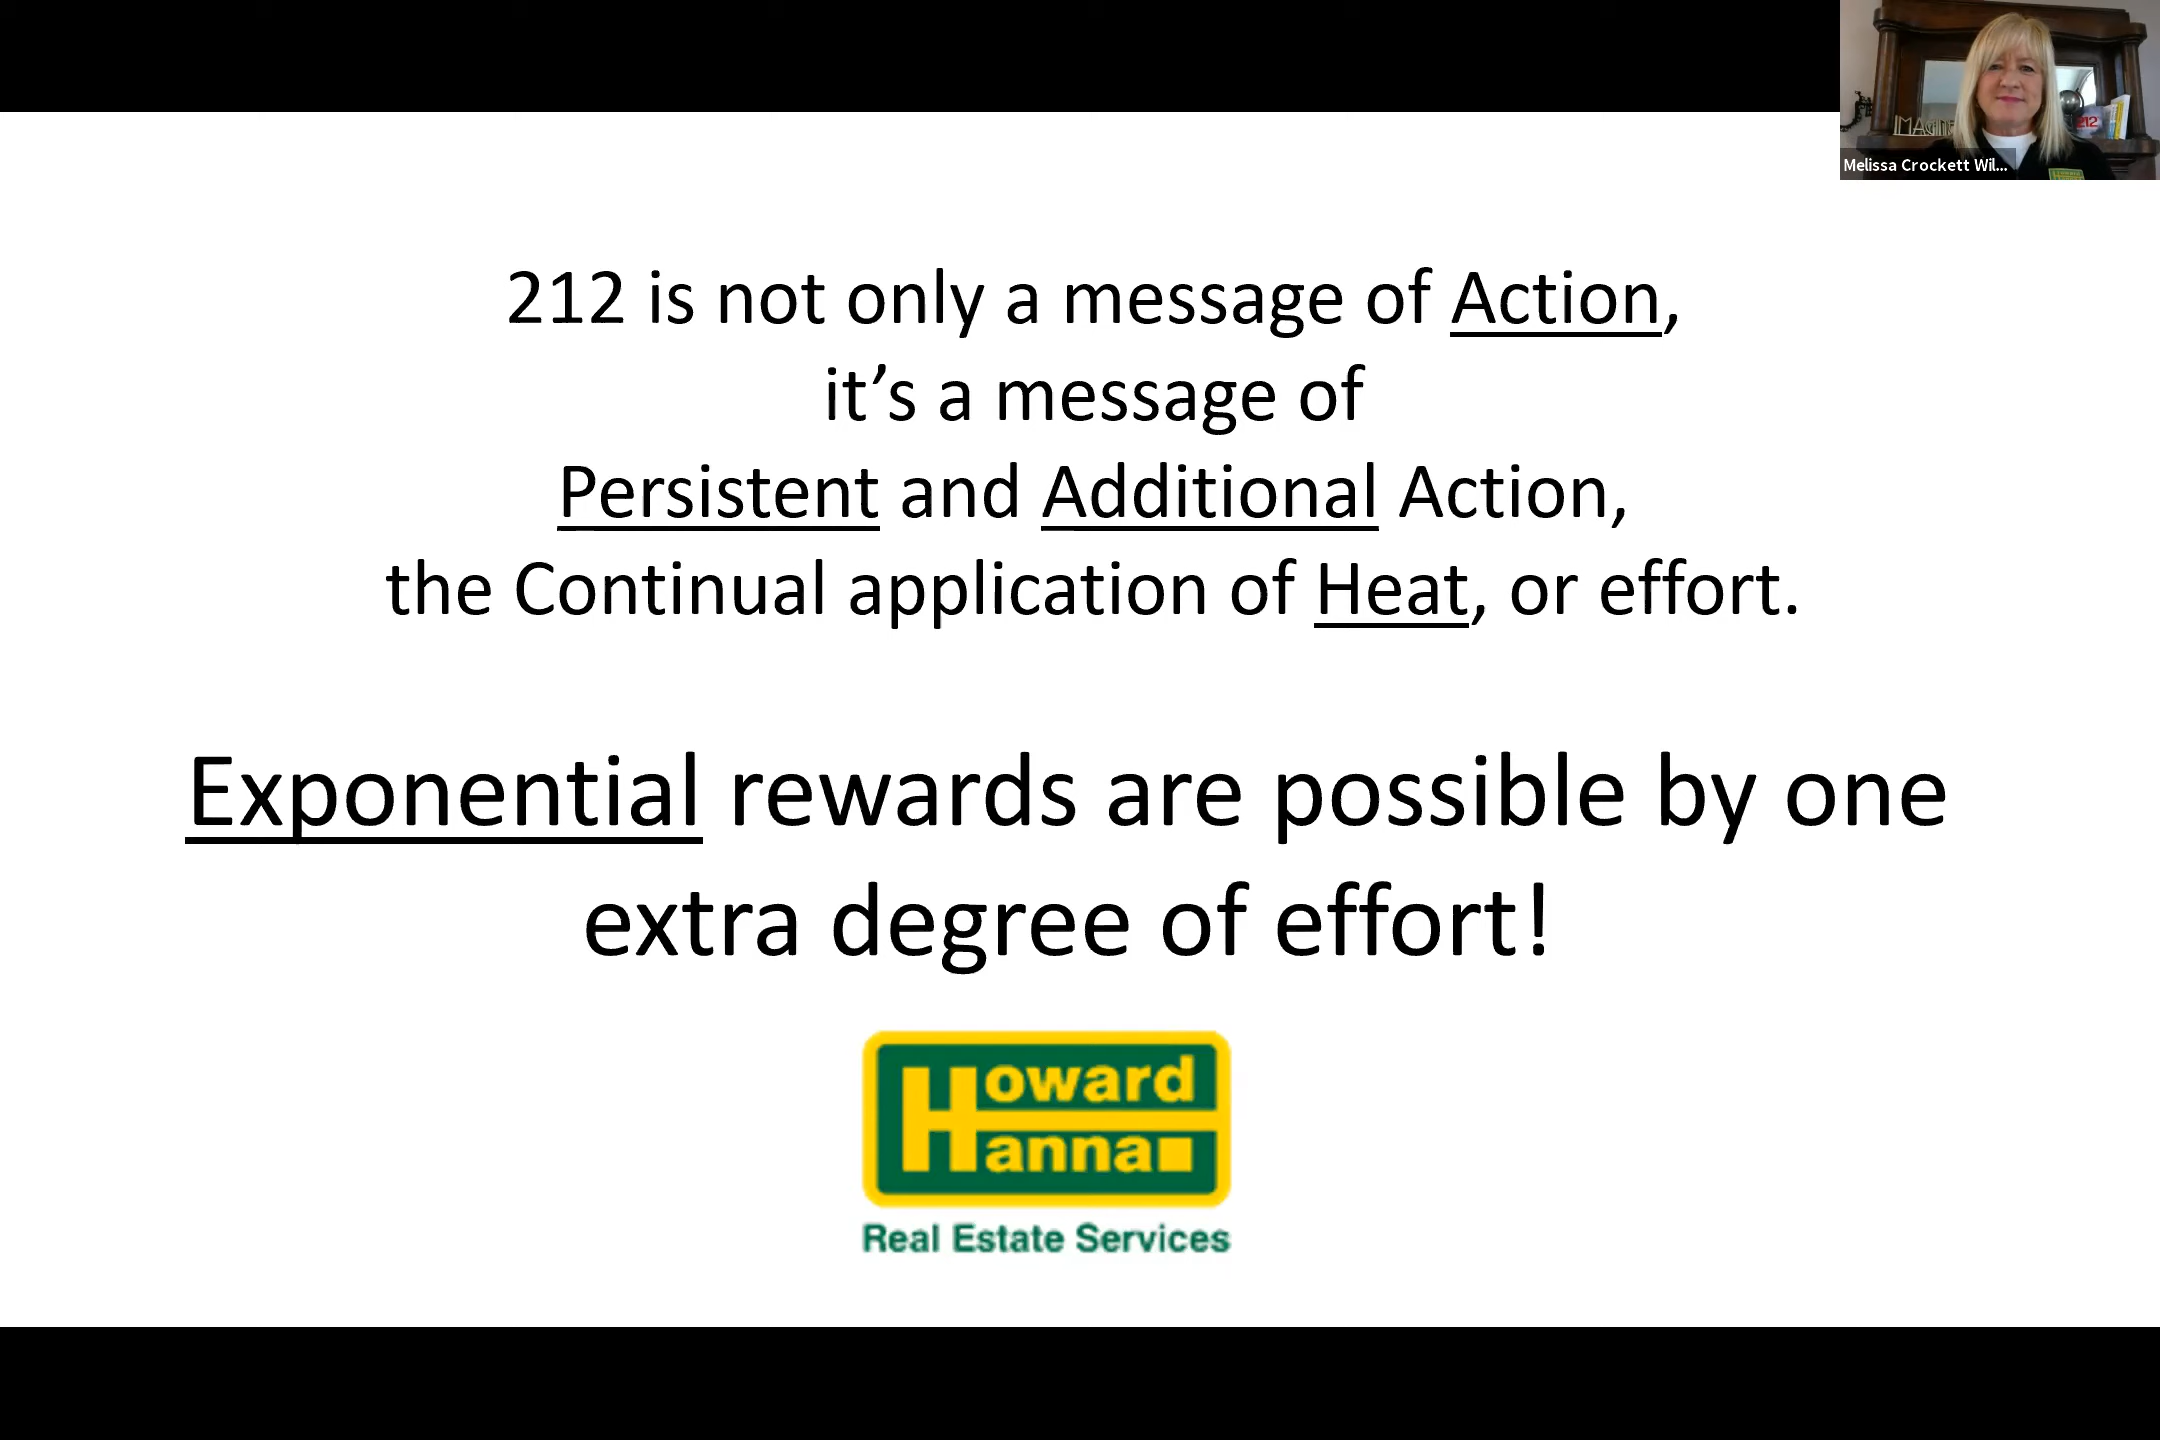 IMAGINE
212
Melissa Crockett Wil...
212 is not only a message of Action,
it’s a message of
Persistent and Additional Action,
the Continual application of Heat, or effort.
Exponential rewards are possible by one
extra degree of effort!
Howard
Hanna
Real Estate Services